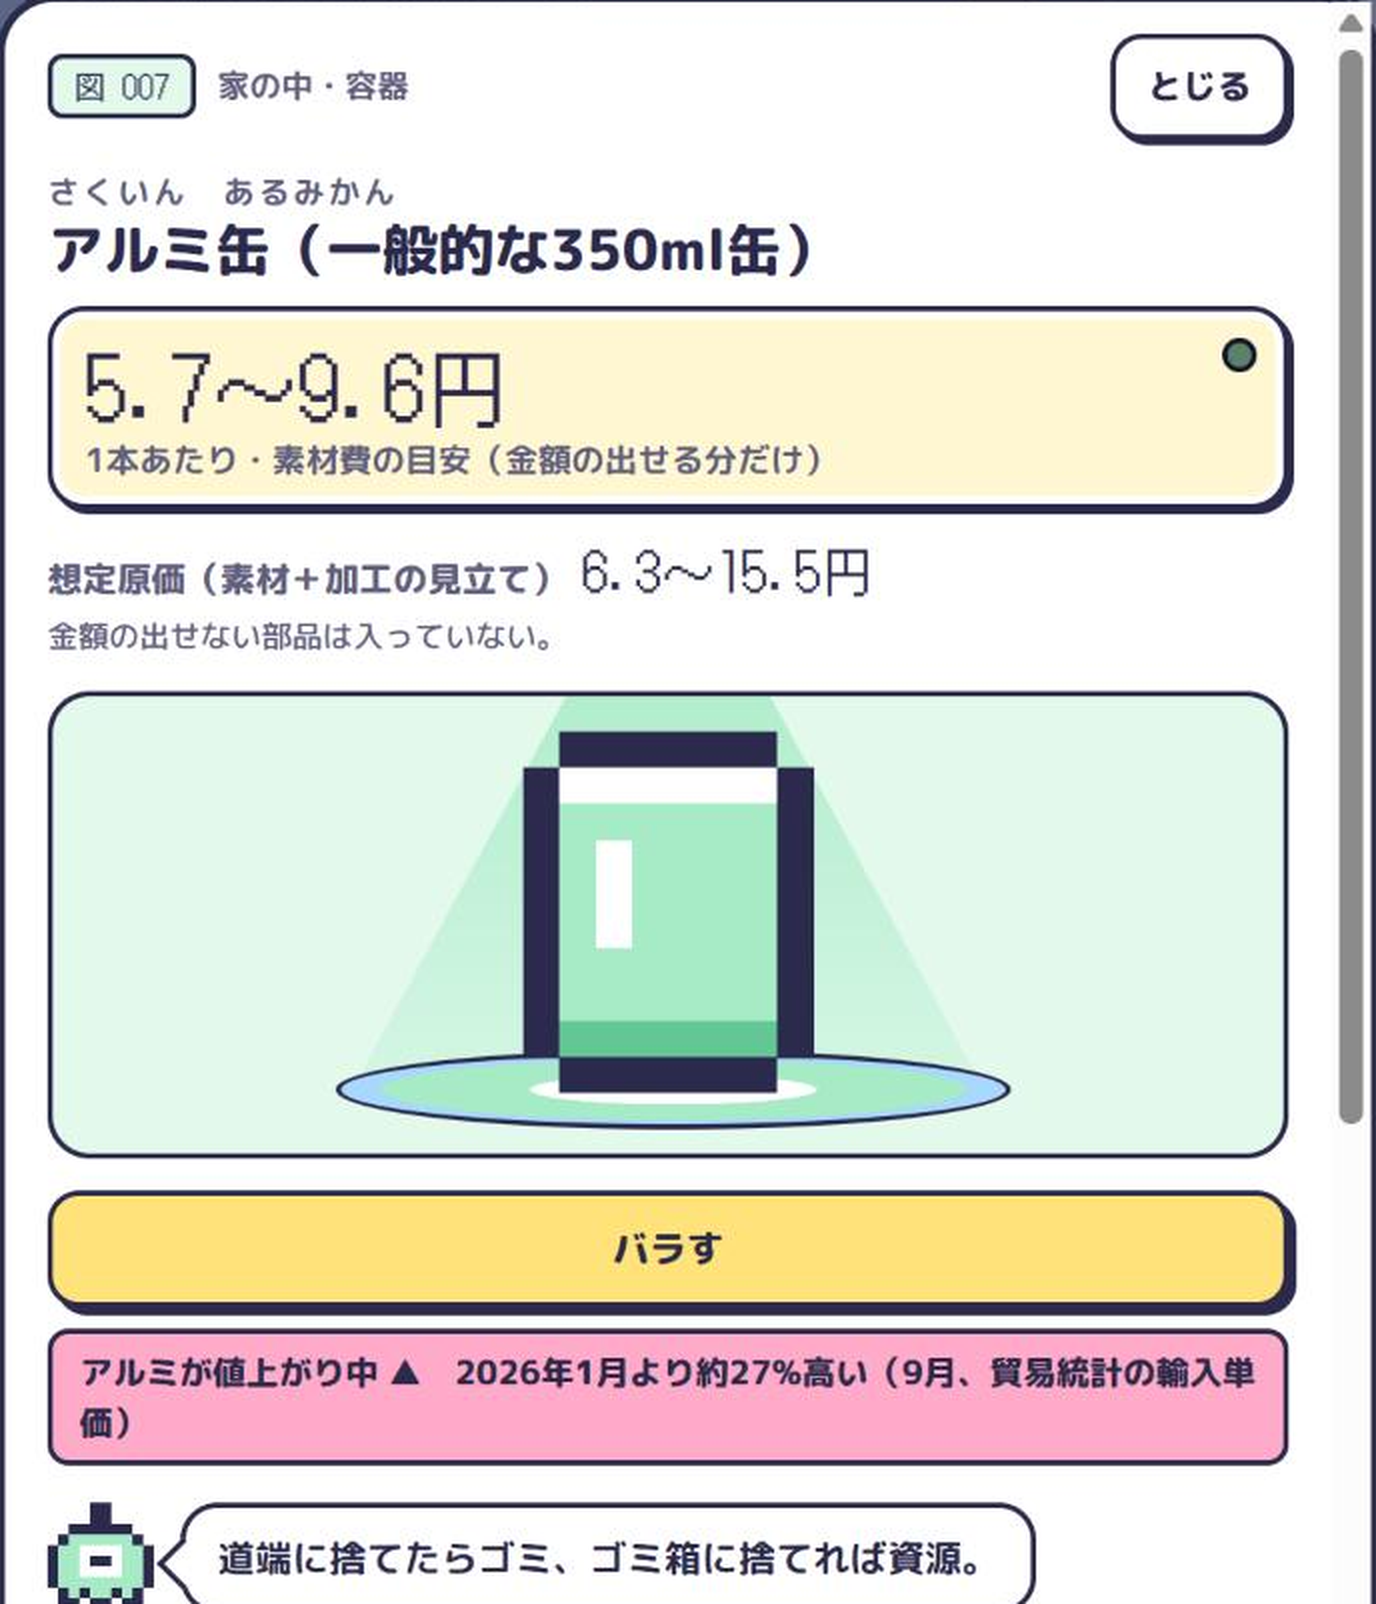 図 007 家の中・容器
とじる
さくいん あるみかん
アルミ缶（一般的な350ml缶）
5.7〜9.6円
1本あたり・素材費の目安（金額の出せる分だけ）
想定原価（素材＋加工の見立て） 6.3〜15.5円
金額の出せない部品は入っていない。
バラす
アルミが値上がり中 ▲ 2026年1月より約27%高い（9月、貿易統計の輸入単
価）
道端に捨てたらゴミ、ゴミ箱に捨てれば資源。